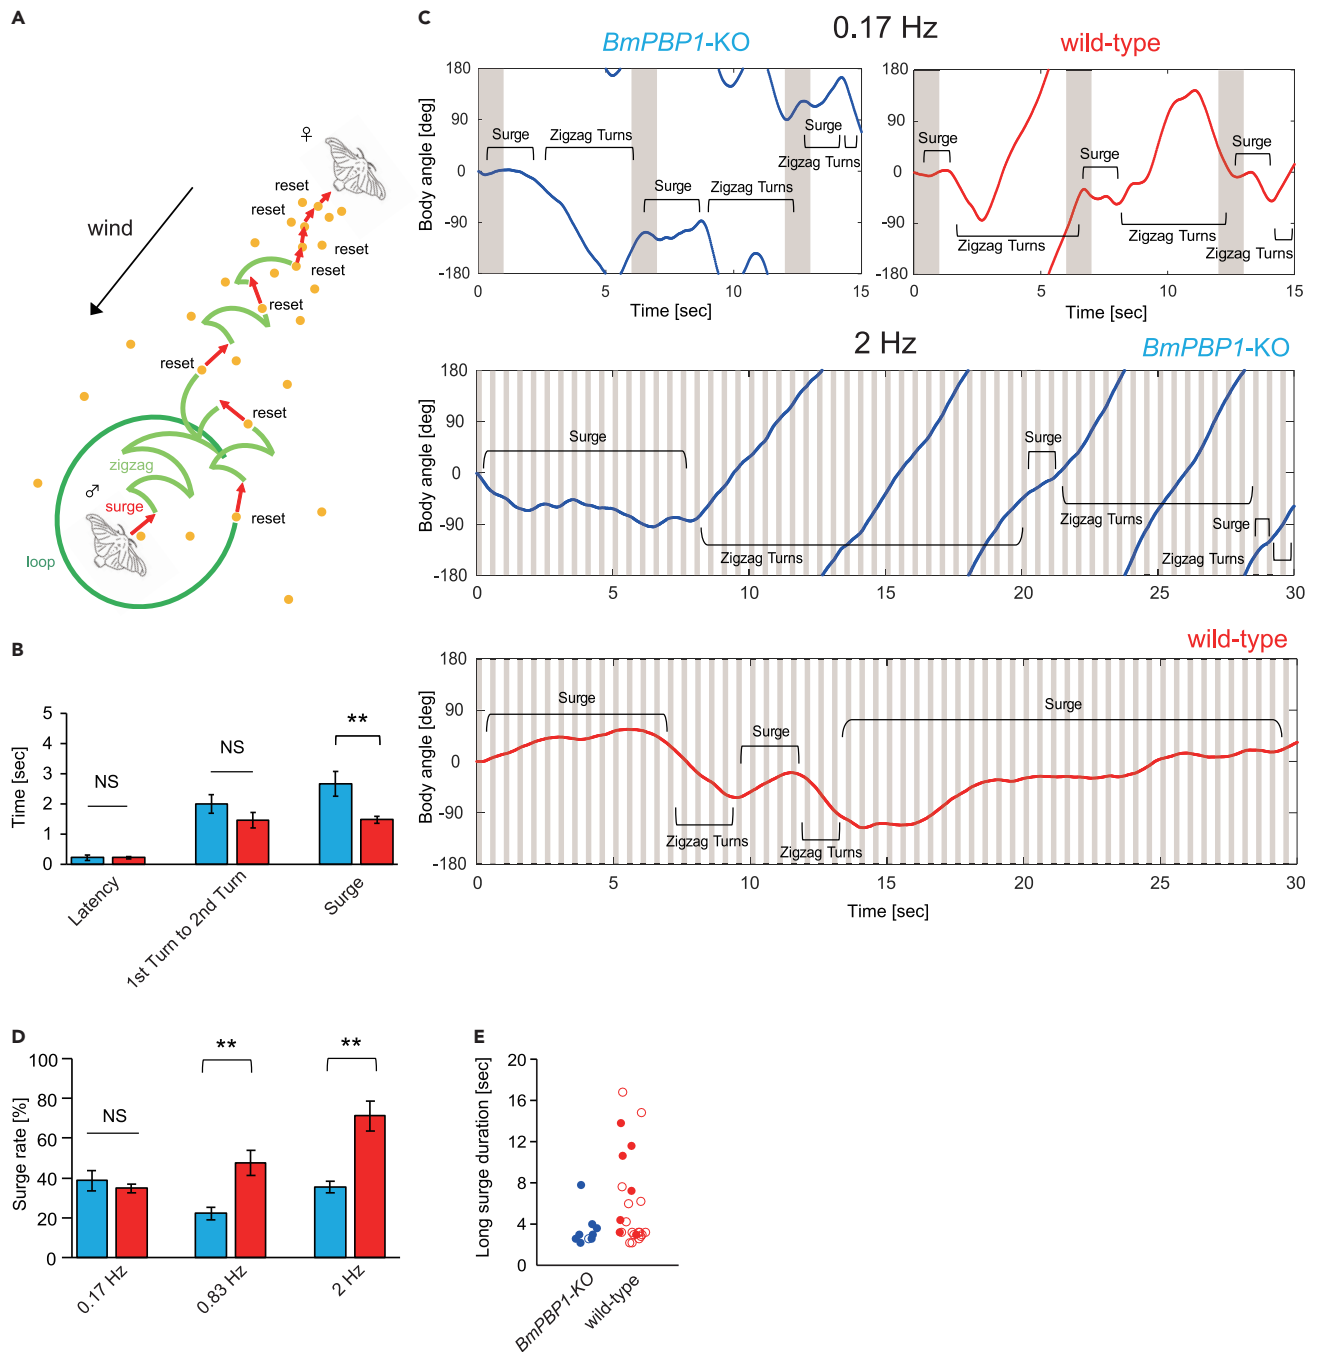 A
♀
reset
reset
wind
reset
reset
reset
reset
reset
zigzag
♂
surge
reset
loop
B
Time [sec]
5
4
3
2
1
0
NS
NS
**
Latency
1st Turn to 2nd Turn
Surge
C
0.17 Hz
BmPBP1-KO
wild-type
Body angle [deg]
180
90
0
-90
-180
Surge
Zigzag Turns
Surge
Zigzag Turns
Surge
Zigzag Turns
0
5
10
15
Time [sec]
Body angle [deg]
180
90
0
-90
-180
Surge
Surge
Surge
Zigzag Turns
Zigzag Turns
Zigzag Turns
0
5
10
15
Time [sec]
2 Hz
BmPBP1-KO
Body angle [deg]
180
90
0
-90
-180
Surge
Surge
Surge
Zigzag Turns
Zigzag Turns
Zigzag Turns
0
5
10
15
20
25
30
wild-type
Body angle [deg]
180
90
0
-90
-180
Surge
Surge
Surge
Zigzag Turns
Zigzag Turns
0
5
10
15
20
25
30
Time [sec]
D
Surge rate [%]
100
80
60
40
20
0
NS
**
**
0.17 Hz
0.83 Hz
2 Hz
E
Long surge duration [sec]
20
16
12
8
4
0
BmPBP1-KO
wild-type